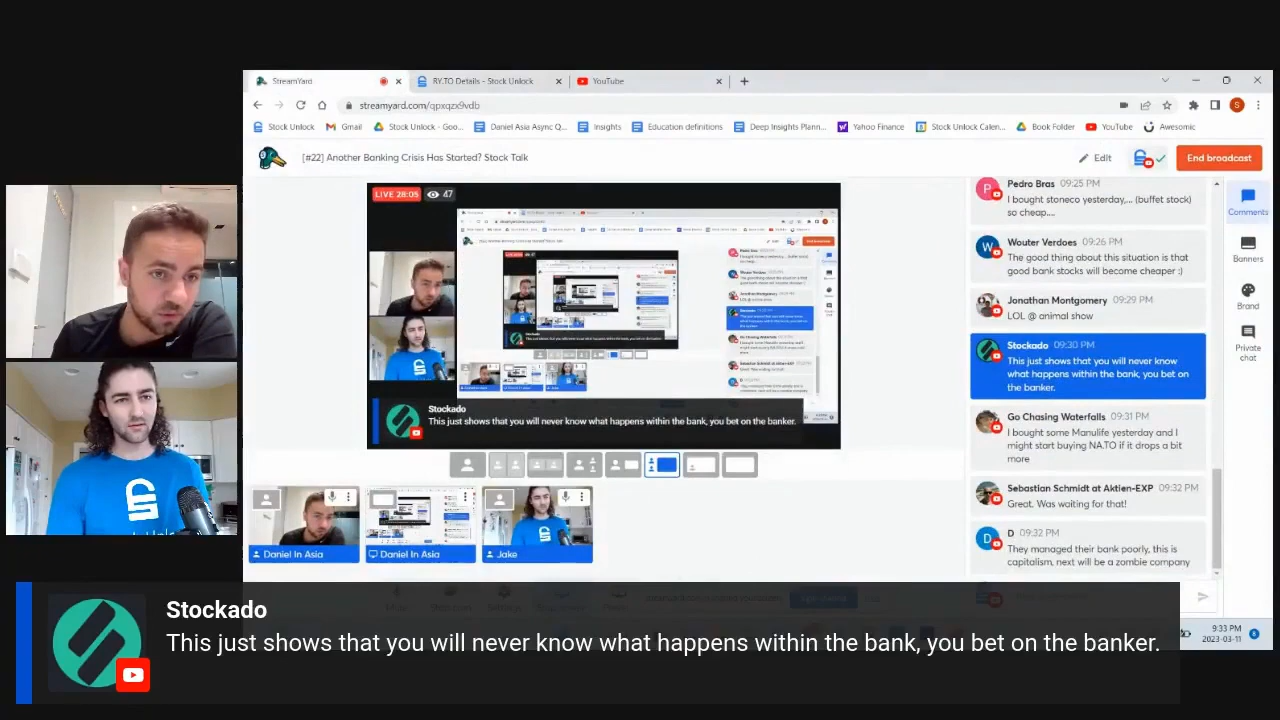 StreamYard
RY.TO Details - Stock Unlock
YouTube
streamyard.com/qpxqzx9vdb
S
Stock Unlock
Gmail
Stock Unlock - Goo...
Daniel Asia Async Q...
Insights
Education definitions
Deep Insights Plann...
Yahoo Finance
Stock Unlock Calen...
Book Folder
YouTube
Awesomic
[#22] Another Banking Crisis Has Started? Stock Talk
Edit
End broadcast
LIVE 28:05
47
Stockado
This just shows that you will never know what happens within the bank, you bet on the banker.
Daniel In Asia
Daniel In Asia
Jake
Pedro Bras 09:25 PM
I bought stoneco yesterday,... (buffet stock)
so cheap....
Wouter Verdoes 09:26 PM
The good thing about this situation is that
good bank stocks will become cheaper :)
Jonathan Montgomery 09:29 PM
LOL @ animal show
Stockado 09:30 PM
This just shows that you will never know
what happens within the bank, you bet on
the banker.
Go Chasing Waterfalls 09:31 PM
I bought some Manulife yesterday and I
might start buying NA.TO if it drops a bit
more
Sebastian Schmidt at Aktien-EXP 09:32 PM
Great. Was waiting for that!
D 09:32 PM
They managed their bank poorly, this is
capitalism, next will be a zombie company
Comments
Banners
Brand
Private
chat
9:33 PM
2023-03-11
8
Stockado
This just shows that you will never know what happens within the bank, you bet on the banker.